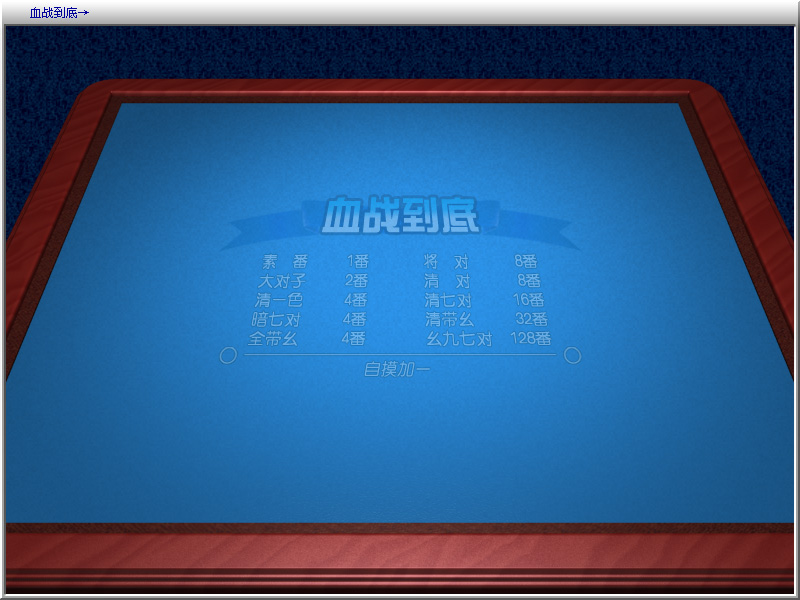 血战到底→
血战到底
素 番 1番 将 对 8番
大对子 2番 清 对 8番
清一色 4番 清七对 16番
暗七对 4番 清带幺 32番
全带幺 4番 幺九七对 128番
自摸加一